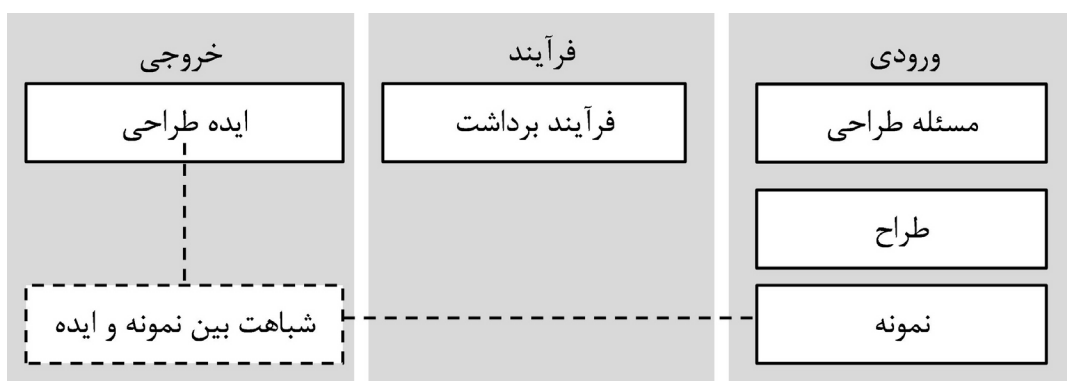 ورودی
مسئله طراحی
طراح
نمونه
فرآیند
فرآیند برداشت
خروجی
ایده طراحی
شباهت بین نمونه و ایده